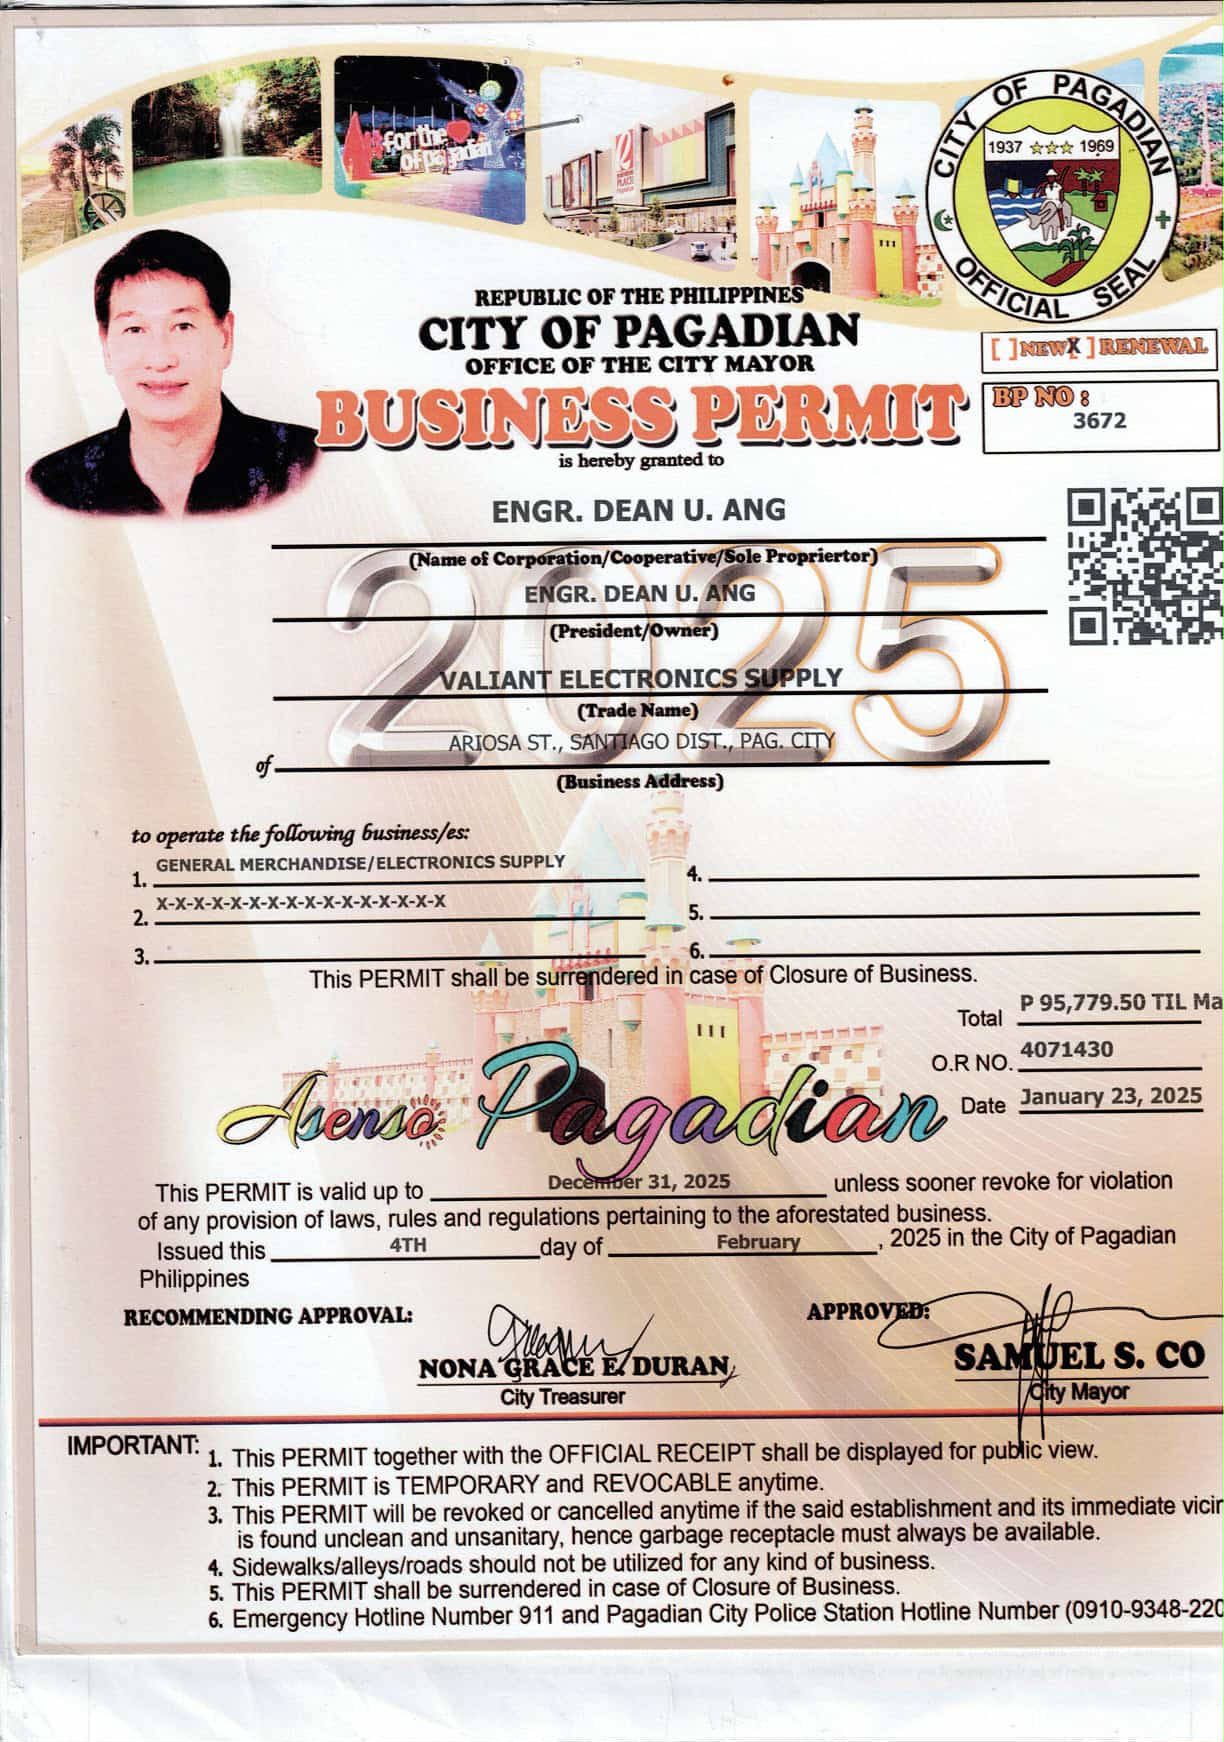 for the
of pagadian
CITY OF PAGADIAN
1937 ☆☆☆ 1969
OFFICIAL SEAL
REPUBLIC OF THE PHILIPPINES
CITY OF PAGADIAN
OFFICE OF THE CITY MAYOR
BUSINESS PERMIT
is hereby granted to
[ ]NEW[X ]RENEWAL
BP NO :
3672
ENGR. DEAN U. ANG
(Name of Corporation/Cooperative/Sole Propriertor)
ENGR. DEAN U. ANG
(President/Owner)
2025
VALIANT ELECTRONICS SUPPLY
(Trade Name)
of ARIOSA ST., SANTIAGO DIST., PAG. CITY
(Business Address)
to operate the following business/es:
1. GENERAL MERCHANDISE/ELECTRONICS SUPPLY
2. X-X-X-X-X-X-X-X-X-X-X-X-X-X-X-X
3.
4.
5.
6.
This PERMIT shall be surrendered in case of Closure of Business.
Total P 95,779.50 TIL Ma
O.R NO. 4071430
Date January 23, 2025
Asenso Pagadian
This PERMIT is valid up to December 31, 2025 unless sooner revoke for violation
of any provision of laws, rules and regulations pertaining to the aforestated business.
Issued this 4TH day of February, 2025 in the City of Pagadian
Philippines
RECOMMENDING APPROVAL:
NONA GRACE E. DURAN
City Treasurer
APPROVED:
SAMUEL S. CO
City Mayor
IMPORTANT:
1. This PERMIT together with the OFFICIAL RECEIPT shall be displayed for public view.
2. This PERMIT is TEMPORARY and REVOCABLE anytime.
3. This PERMIT will be revoked or cancelled anytime if the said establishment and its immediate vicin
is found unclean and unsanitary, hence garbage receptacle must always be available.
4. Sidewalks/alleys/roads should not be utilized for any kind of business.
5. This PERMIT shall be surrendered in case of Closure of Business.
6. Emergency Hotline Number 911 and Pagadian City Police Station Hotline Number (0910-9348-220